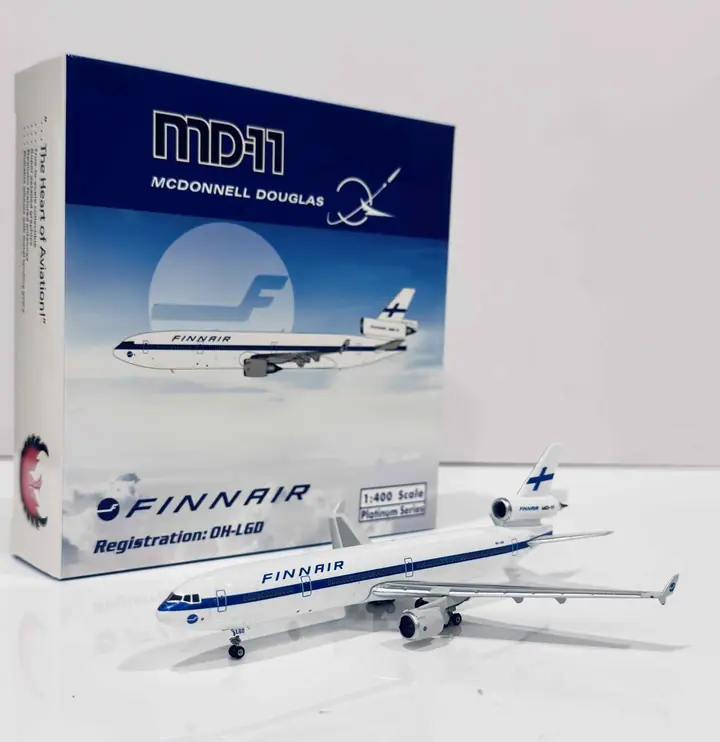 MD-11
MCDONNELL DOUGLAS
"...The Heart of Aviation!"
F
FINNAIR
FINNAIR
Registration: OH-LGD
1:400 Scale
Platinum Series
FINNAIR MD-11
FINNAIR